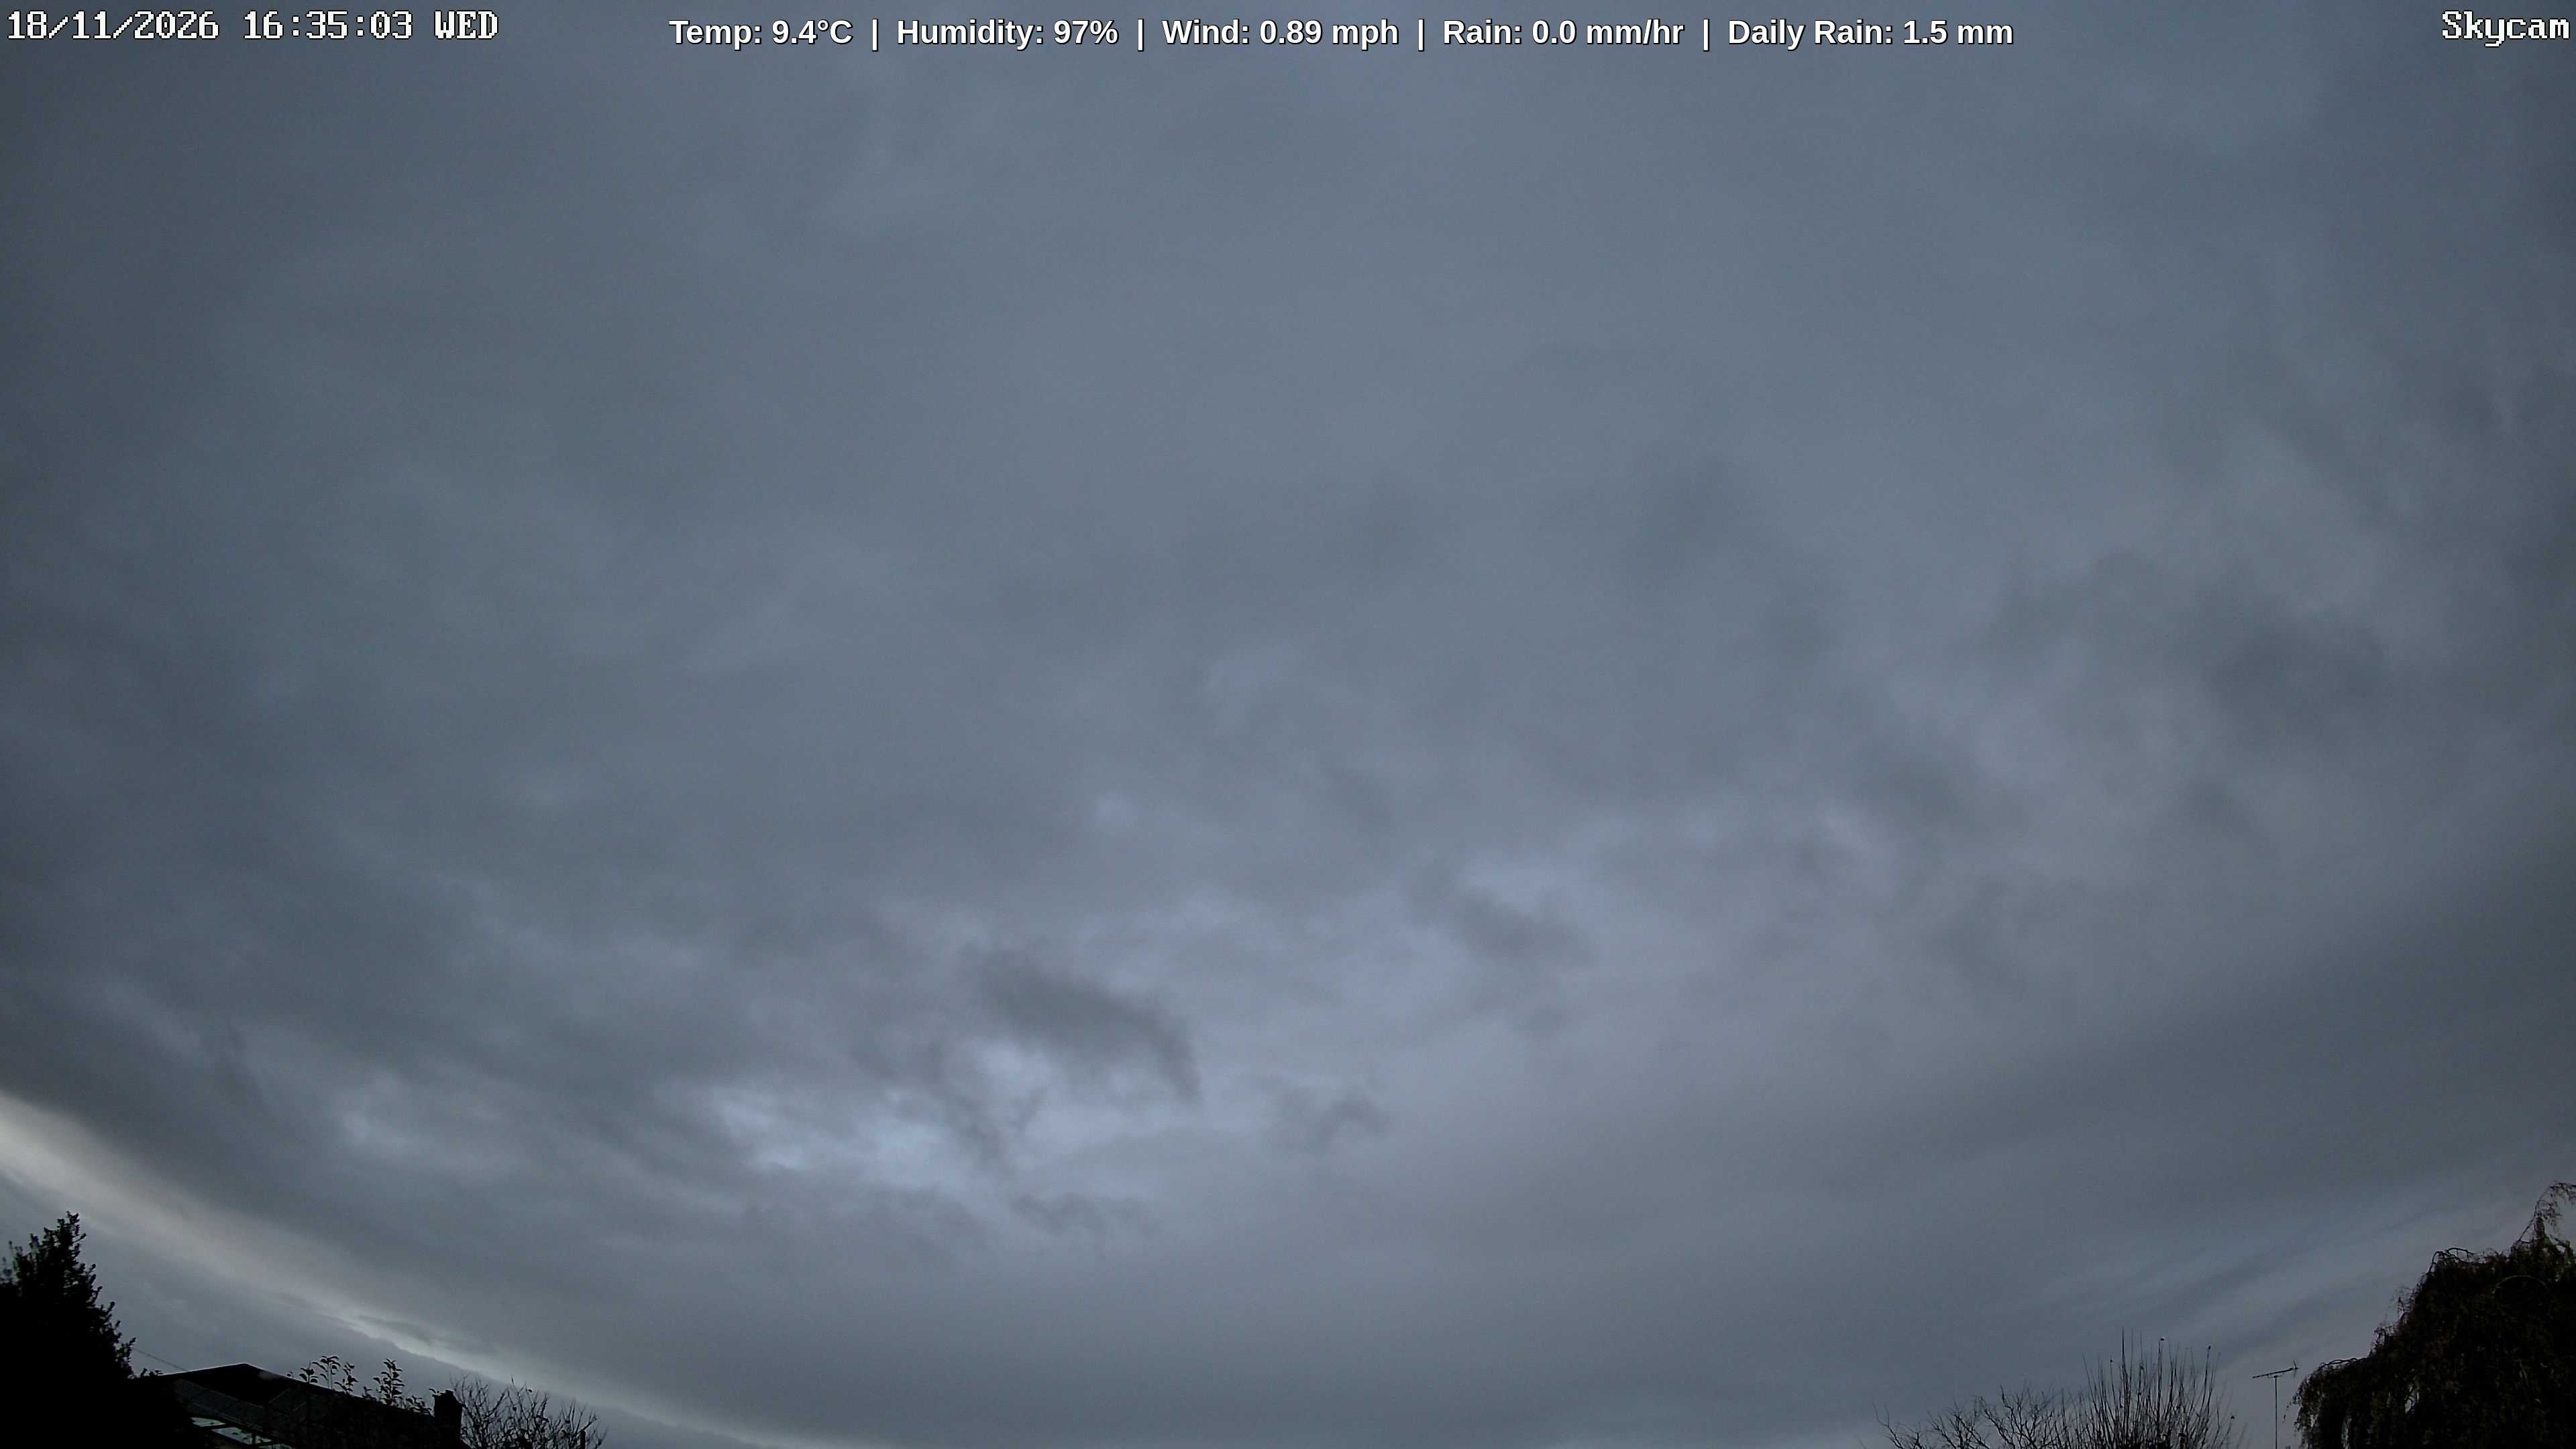 18/11/2026 16:35:03 WED
Temp: 9.4°C | Humidity: 97% | Wind: 0.89 mph | Rain: 0.0 mm/hr | Daily Rain: 1.5 mm
Skycam